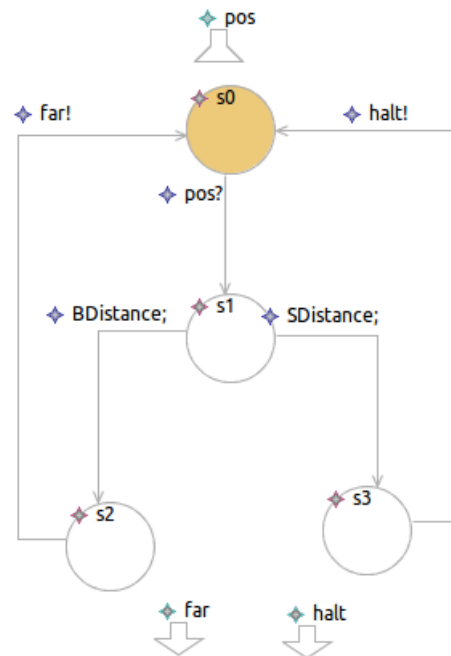 pos
s0
far!
halt!
pos?
s1
BDistance;
SDistance;
s2
s3
far
halt